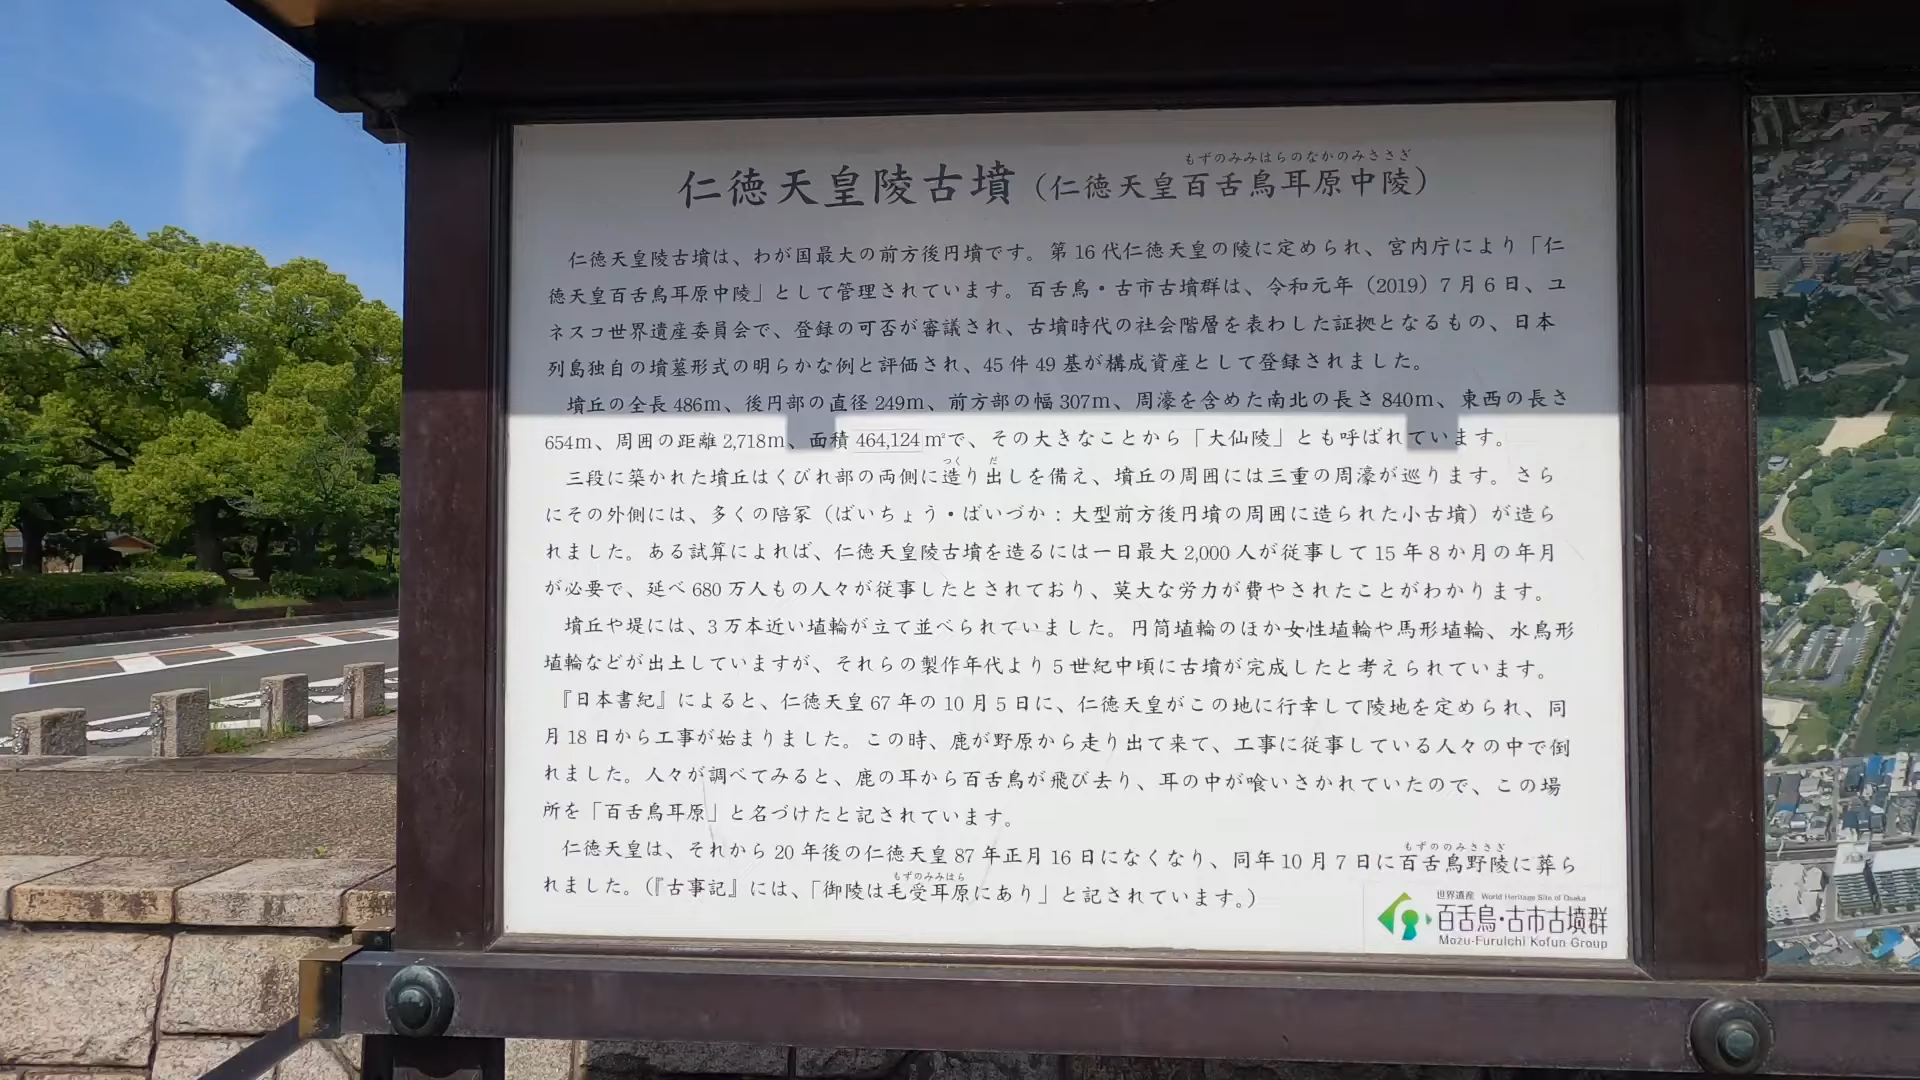 もずのみみはらのなかのみささぎ
仁徳天皇陵古墳（仁徳天皇百舌鳥耳原中陵）
仁徳天皇陵古墳は、わが国最大の前方後円墳です。第16代仁徳天皇の陵に定められ、宮内庁により「仁
徳天皇百舌鳥耳原中陵」として管理されています。百舌鳥・古市古墳群は、令和元年（2019）7月6日、ユ
ネスコ世界遺産委員会で、登録の可否が審議され、古墳時代の社会階層を表わした証拠となるもの、日本
列島独自の墳墓形式の明らかな例と評価され、45件49基が構成資産として登録されました。
墳丘の全長486m、後円部の直径249m、前方部の幅307m、周濠を含めた南北の長さ840m、東西の長さ
654m、周囲の距離2,718m、面積464,124㎡で、その大きなことから「大仙陵」とも呼ばれています。
つく だ
三段に築かれた墳丘はくびれ部の両側に造り出しを備え、墳丘の周囲には三重の周濠が巡ります。さら
にその外側には、多くの陪冢（ばいちょう・ばいづか：大型前方後円墳の周囲に造られた小古墳）が造ら
れました。ある試算によれば、仁徳天皇陵古墳を造るには一日最大2,000人が従事して15年8か月の年月
が必要で、延べ680万人もの人々が従事したとされており、莫大な労力が費やされたことがわかります。
墳丘や堤には、3万本近い埴輪が立て並べられていました。円筒埴輪のほか女性埴輪や馬形埴輪、水鳥形
埴輪などが出土していますが、それらの製作年代より5世紀中頃に古墳が完成したと考えられています。
『日本書紀』によると、仁徳天皇67年の10月5日に、仁徳天皇がこの地に行幸して陵地を定められ、同
月18日から工事が始まりました。この時、鹿が野原から走り出て来て、工事に従事している人々の中で倒
れました。人々が調べてみると、鹿の耳から百舌鳥が飛び去り、耳の中が喰いさかれていたので、この場
所を「百舌鳥耳原」と名づけたと記されています。
もずののみささぎ
仁徳天皇は、それから20年後の仁徳天皇87年正月16日になくなり、同年10月7日に百舌鳥野陵に葬ら
もずのみみはら
れました。（『古事記』には、「御陵は毛受耳原にあり」と記されています。）
世界遺産 World Heritage Site of Osaka
百舌鳥・古市古墳群
Mozu-Furuichi Kofun Group